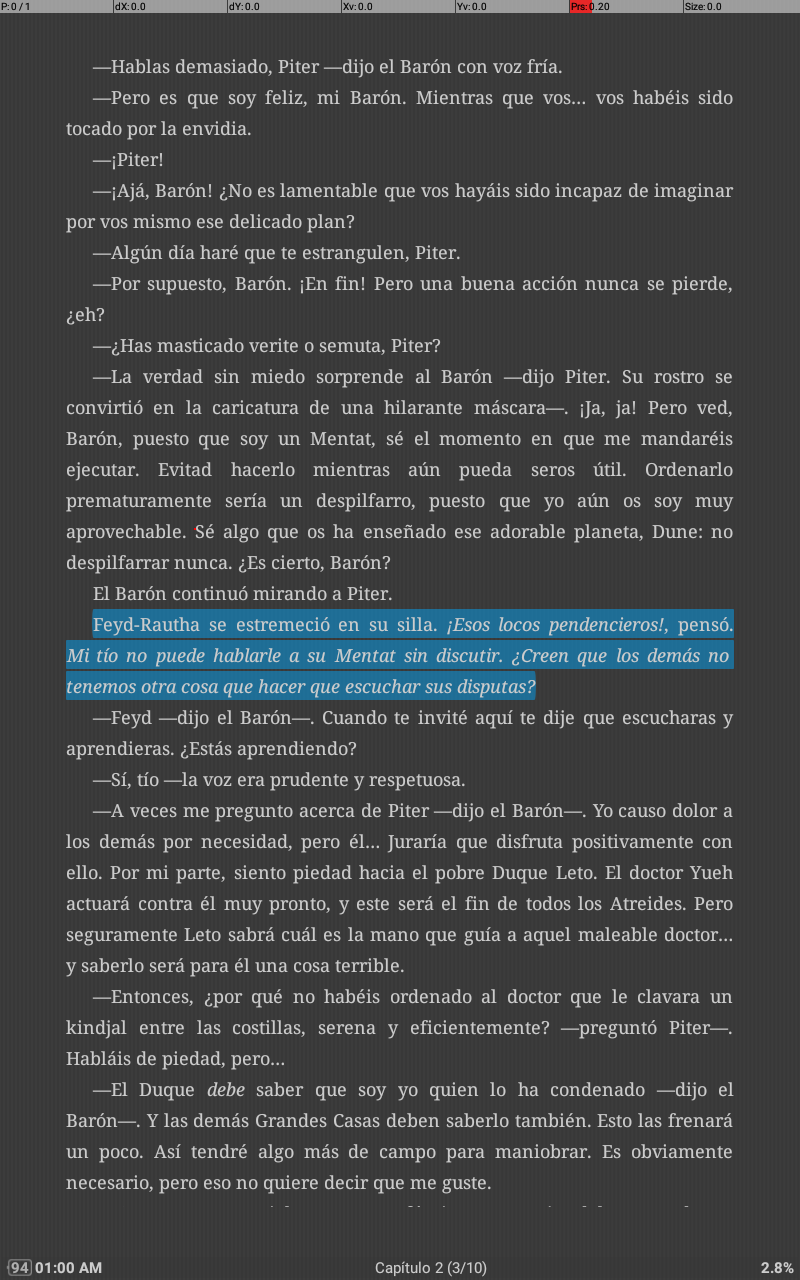 P: 0 / 1 dX: 0.0 dY: 0.0 Xv: 0.0 Yv: 0.0 Prs: 0.20 Size: 0.0
—Hablas demasiado, Piter —dijo el Barón con voz fría.
—Pero es que soy feliz, mi Barón. Mientras que vos... vos habéis sido
tocado por la envidia.
—¡Piter!
—¡Ajá, Barón! ¿No es lamentable que vos hayáis sido incapaz de imaginar
por vos mismo ese delicado plan?
—Algún día haré que te estrangulen, Piter.
—Por supuesto, Barón. ¡En fin! Pero una buena acción nunca se pierde,
¿eh?
—¿Has masticado verite o semuta, Piter?
—La verdad sin miedo sorprende al Barón —dijo Piter. Su rostro se
convirtió en la caricatura de una hilarante máscara—. ¡Ja, ja! Pero ved,
Barón, puesto que soy un Mentat, sé el momento en que me mandaréis
ejecutar. Evitad hacerlo mientras aún pueda seros útil. Ordenarlo
prematuramente sería un despilfarro, puesto que yo aún os soy muy
aprovechable. Sé algo que os ha enseñado ese adorable planeta, Dune: no
despilfarrar nunca. ¿Es cierto, Barón?
El Barón continuó mirando a Piter.
Feyd-Rautha se estremeció en su silla. ¡Esos locos pendencieros!, pensó.
Mi tío no puede hablarle a su Mentat sin discutir. ¿Creen que los demás no
tenemos otra cosa que hacer que escuchar sus disputas?
—Feyd —dijo el Barón—. Cuando te invité aquí te dije que escucharas y
aprendieras. ¿Estás aprendiendo?
—Sí, tío —la voz era prudente y respetuosa.
—A veces me pregunto acerca de Piter —dijo el Barón—. Yo causo dolor a
los demás por necesidad, pero él... Juraría que disfruta positivamente con
ello. Por mi parte, siento piedad hacia el pobre Duque Leto. El doctor Yueh
actuará contra él muy pronto, y este será el fin de todos los Atreides. Pero
seguramente Leto sabrá cuál es la mano que guía a aquel maleable doctor...
y saberlo será para él una cosa terrible.
—Entonces, ¿por qué no habéis ordenado al doctor que le clavara un
kindjal entre las costillas, serena y eficientemente? —preguntó Piter—.
Habláis de piedad, pero...
—El Duque debe saber que soy yo quien lo ha condenado —dijo el
Barón—. Y las demás Grandes Casas deben saberlo también. Esto las frenará
un poco. Así tendré algo más de campo para maniobrar. Es obviamente
necesario, pero eso no quiere decir que me guste.
94 01:00 AM Capítulo 2 (3/10) 2.8%